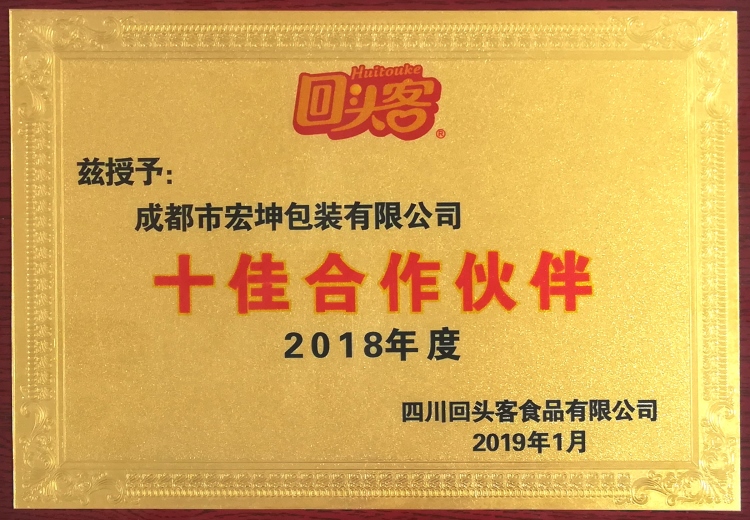 Huitouke
回头客®
兹授予：
成都市宏坤包装有限公司
十佳合作伙伴
2018年度
四川回头客食品有限公司
2019年1月